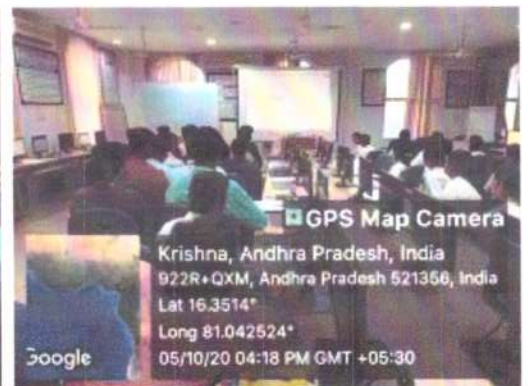 GPS Map Camera
Krishna, Andhra Pradesh, India
922R+QXM, Andhra Pradesh 521356, India
Lat 16.3514°
Long 81.042524°
05/10/20 04:18 PM GMT +05:30
Google